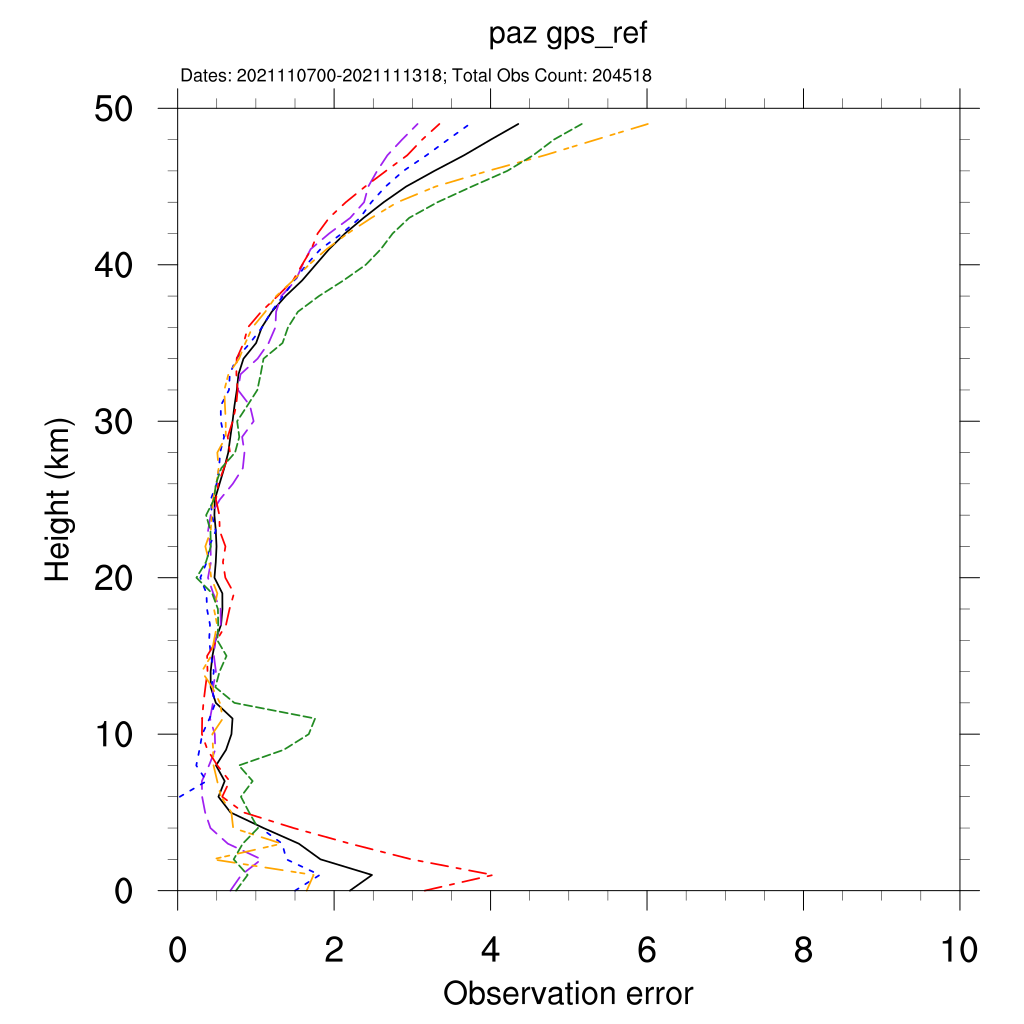 paz gps_ref
Dates: 2021110700-2021111318; Total Obs Count: 204518
50
40
30
20
10
0
Height (km)
0 2 4 6 8 10
Observation error